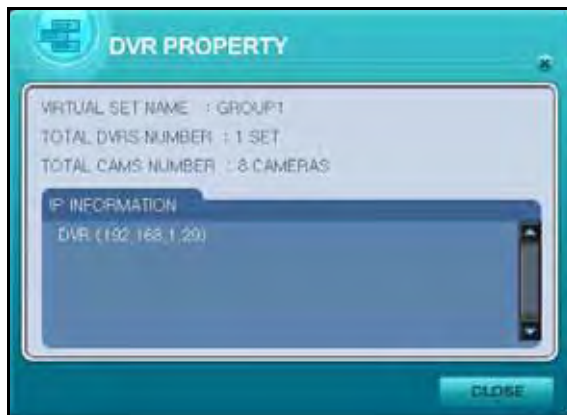 DVR PROPERTY
VIRTUAL SET NAME : GROUP1
TOTAL DVRS NUMBER : 1 SET
TOTAL CAMS NUMBER : 8 CAMERAS
IP INFORMATION
DVR (192.168.1.29)
CLOSE